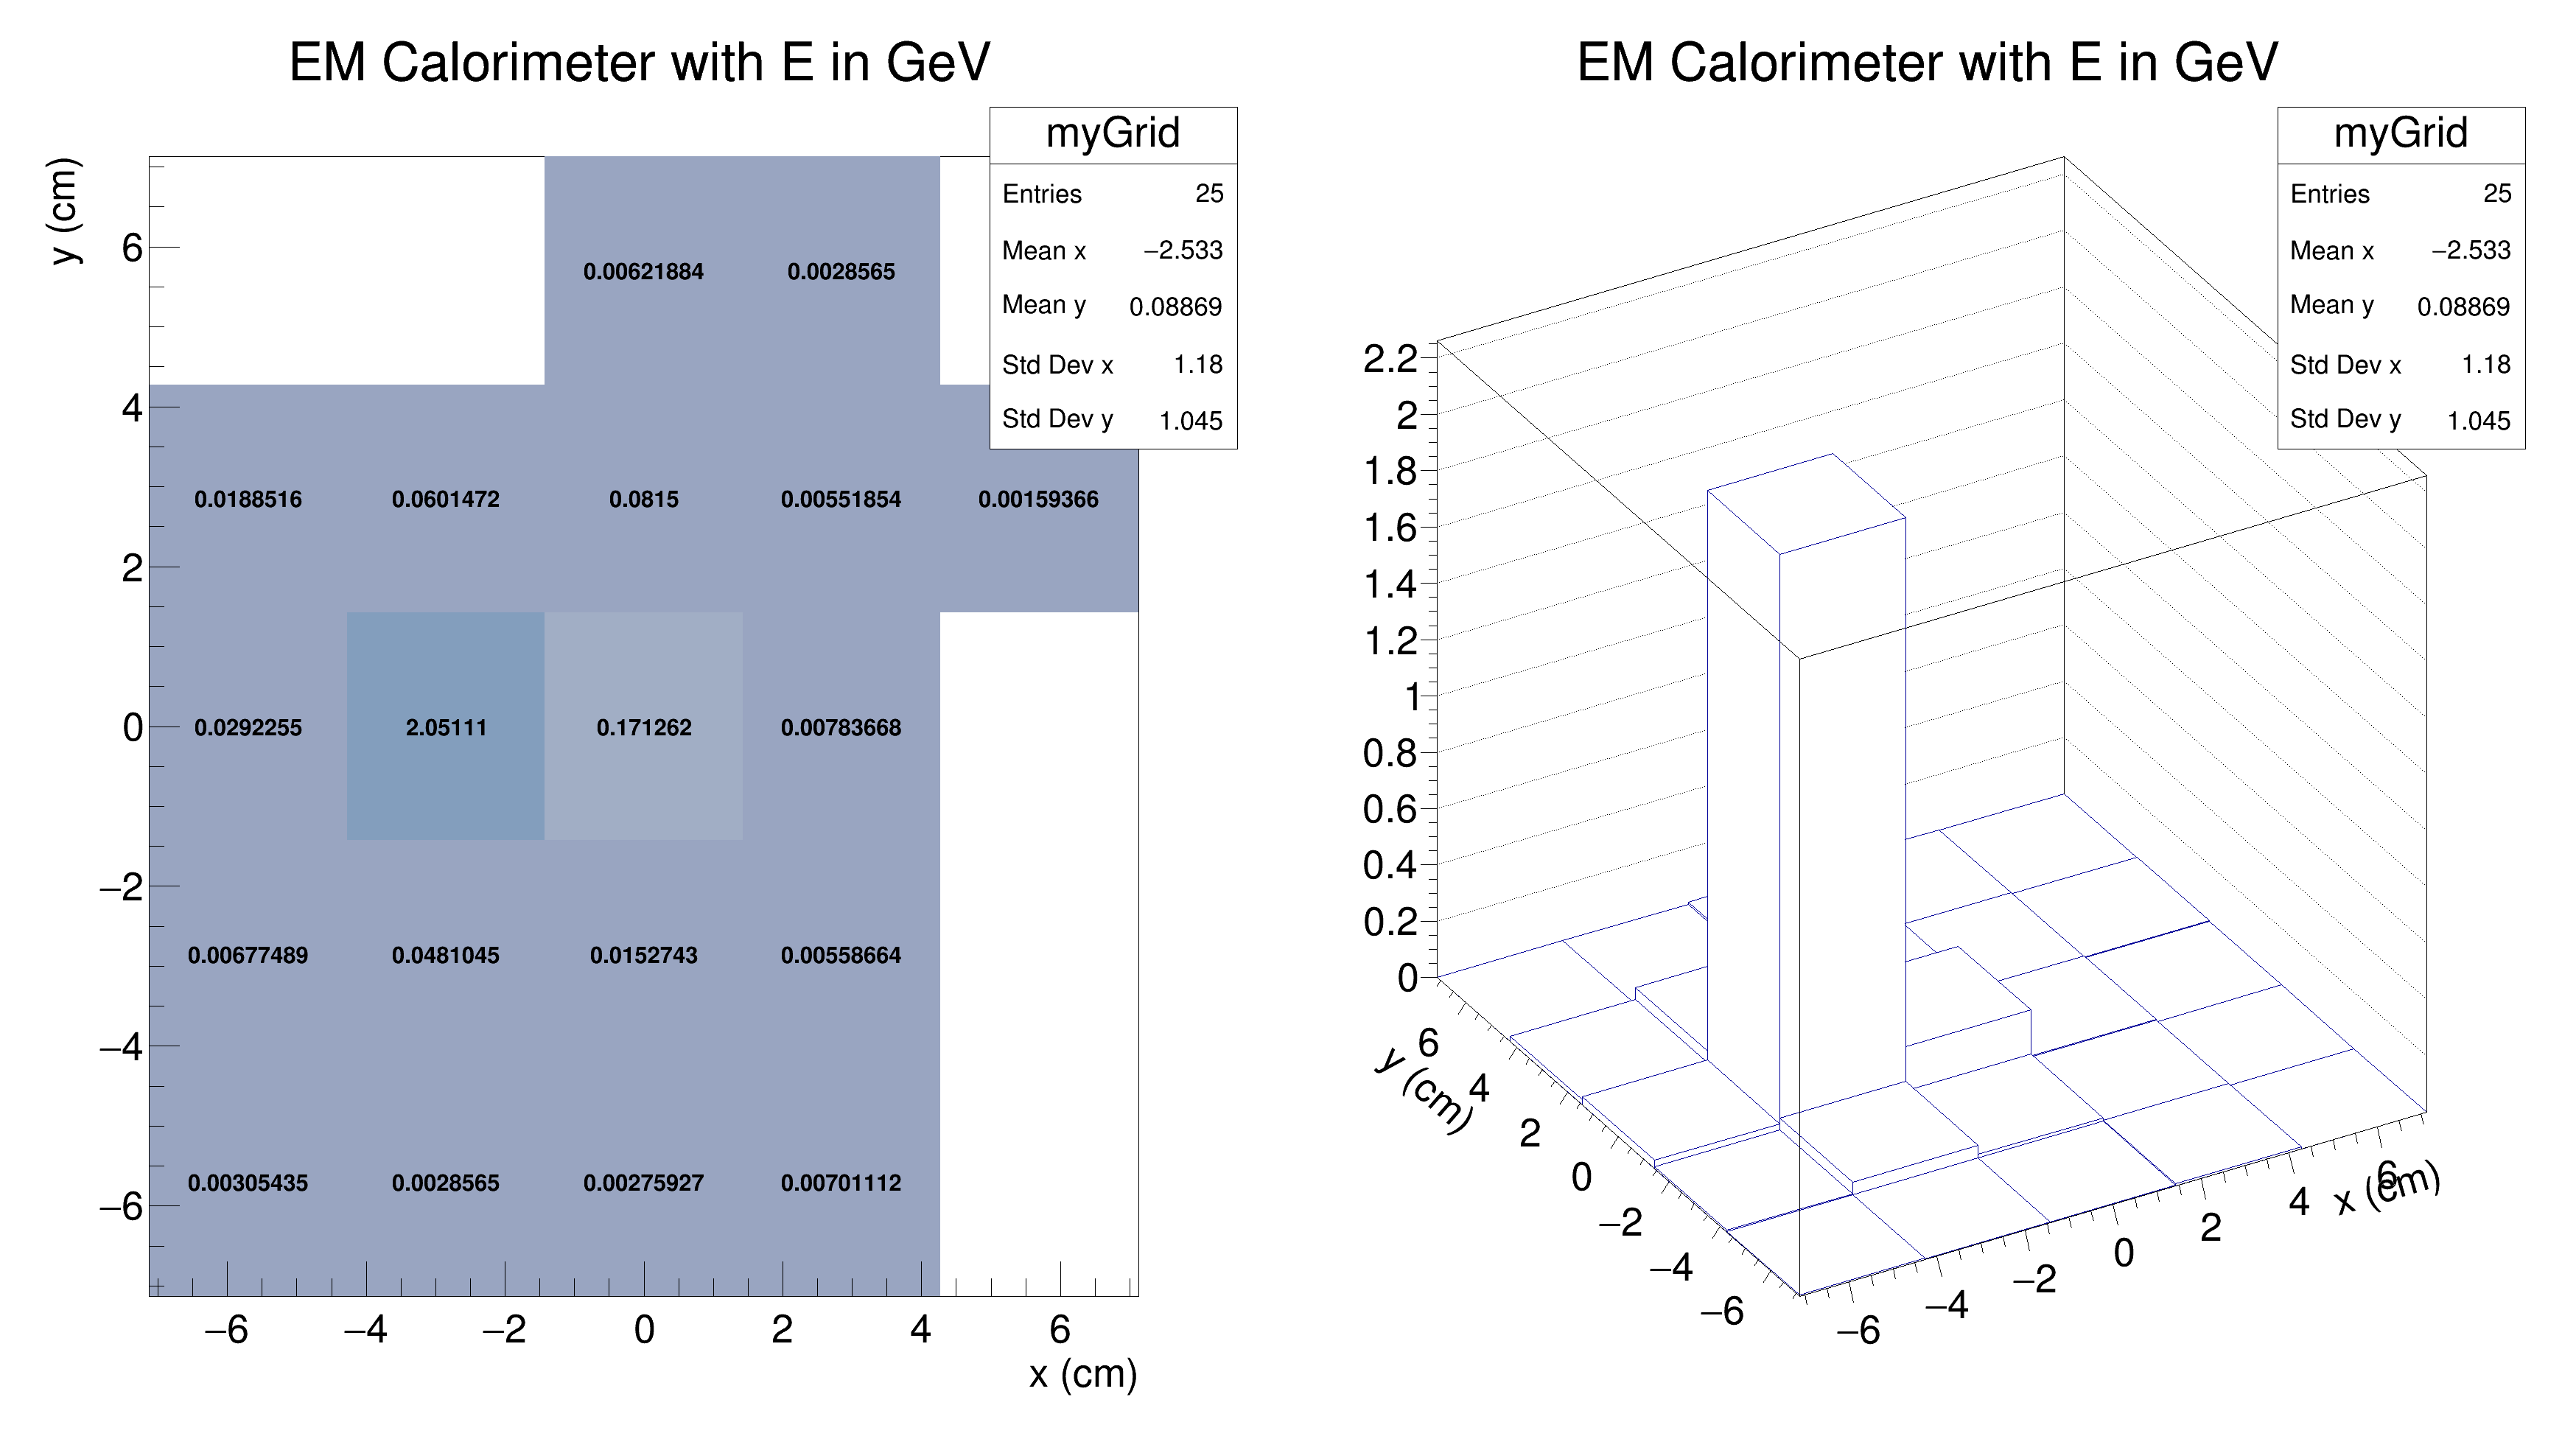 EM Calorimeter with E in GeV
myGrid
Entries 25
Mean x −2.533
Mean y 0.08869
Std Dev x 1.18
Std Dev y 1.045
y (cm)
6
4
2
0
−2
−4
−6
0.00621884 0.0028565
0.0188516 0.0601472 0.0815 0.00551854 0.00159366
0.0292255 2.05111 0.171262 0.00783668
0.00677489 0.0481045 0.0152743 0.00558664
0.00305435 0.0028565 0.00275927 0.00701112
−6 −4 −2 0 2 4 6
x (cm)
EM Calorimeter with E in GeV
myGrid
Entries 25
Mean x −2.533
Mean y 0.08869
Std Dev x 1.18
Std Dev y 1.045
2.2
2
1.8
1.6
1.4
1.2
1
0.8
0.6
0.4
0.2
0
6
4
2
0
−2
−4
−6
y (cm)
−6 −4 −2 0 2 4 6
x (cm)